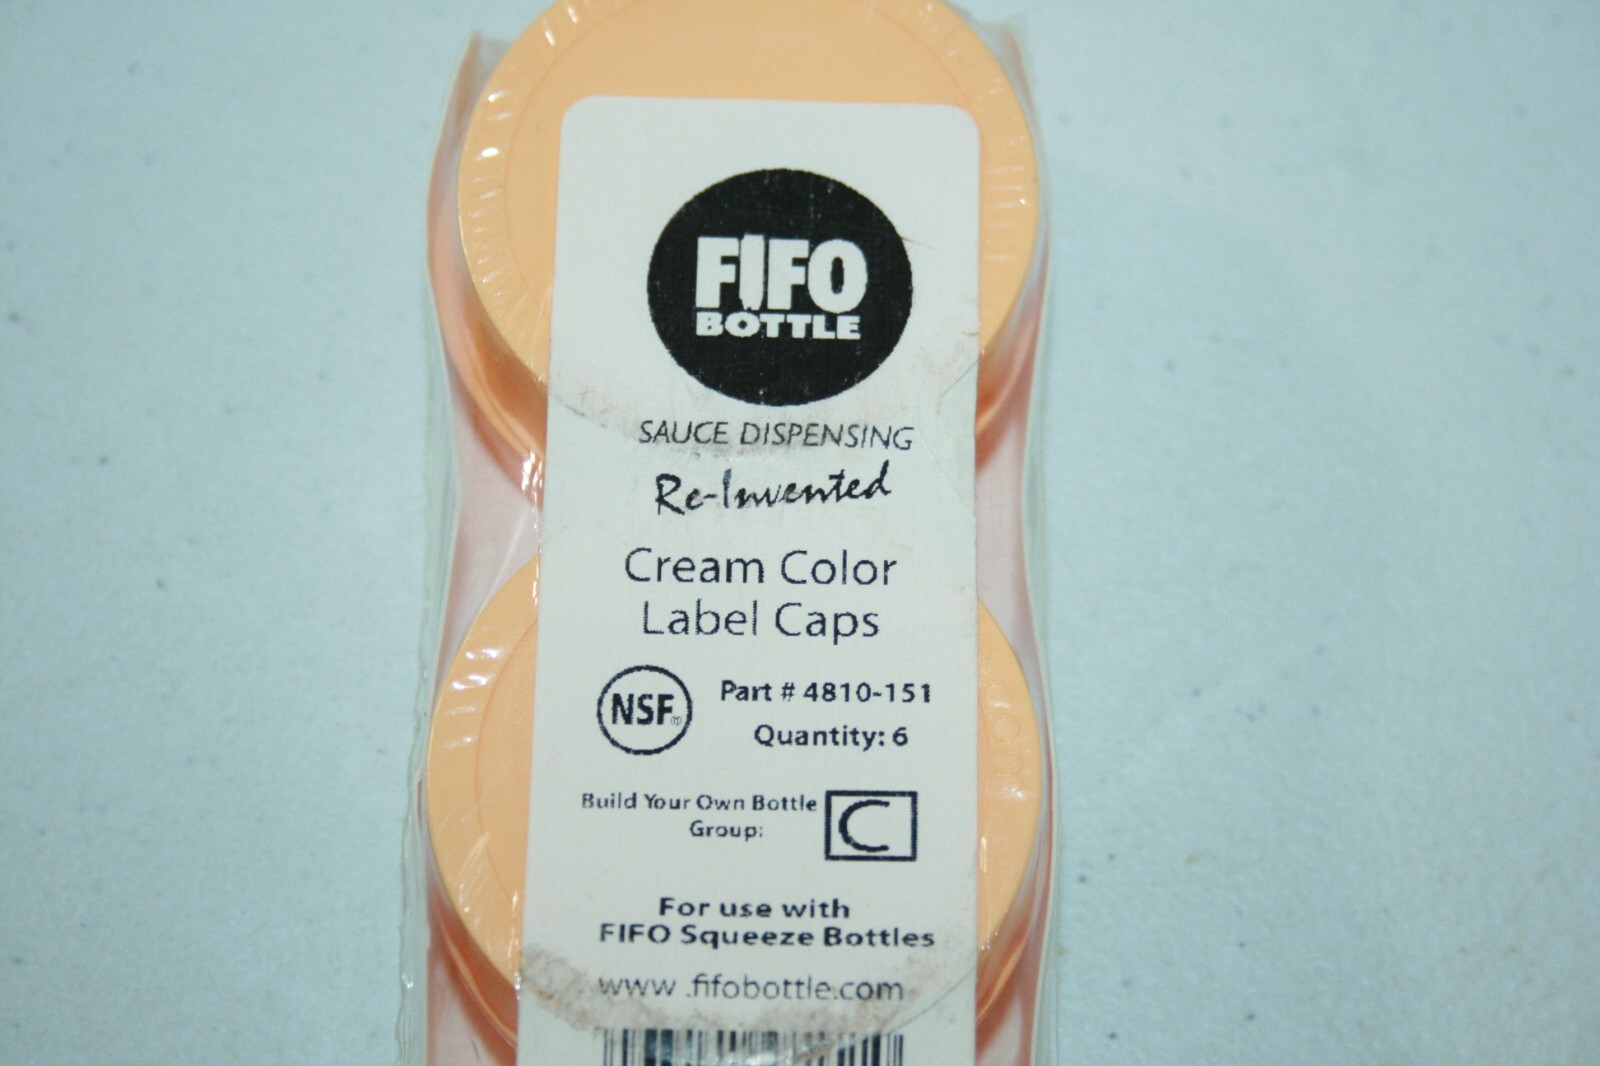 FIFO
BOTTLE
SAUCE DISPENSING
Re-Invented
Cream Color
Label Caps
NSF®
Part # 4810-151
Quantity: 6
Build Your Own Bottle
Group:
C
For use with
FIFO Squeeze Bottles
www.fifobottle.com